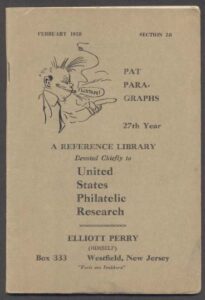 FEBRUARY 1958 SECTION 58
PAT
PARA-
GRAPHS
27th Year
A REFERENCE LIBRARY
Devoted Chiefly to
United
States
Philatelic
Research
ELLIOTT PERRY
(HIMSELF)
Box 333 Westfield, New Jersey